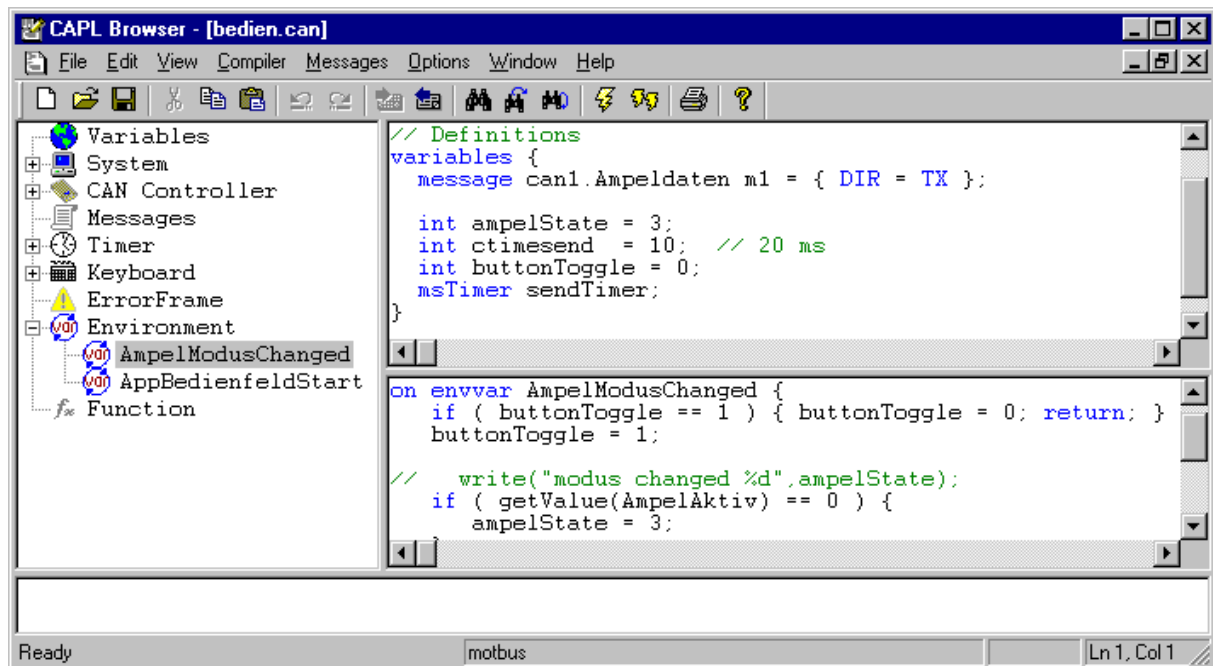 CAPL Browser - [bedien.can]
File Edit View Compiler Messages Options Window Help
Variables
System
CAN Controller
Messages
Timer
Keyboard
ErrorFrame
Environment
AmpelModusChanged
AppBedienfeldStart
Function
// Definitions
variables {
  message can1.Ampeldaten m1 = { DIR = TX };
  int ampelState = 3;
  int ctimesend  = 10;  // 20 ms
  int buttonToggle = 0;
  msTimer sendTimer;
}
on envvar AmpelModusChanged {
   if ( buttonToggle == 1 ) { buttonToggle = 0; return; }
   buttonToggle = 1;
//   write("modus changed %d",ampelState);
   if ( getValue(AmpelAktiv) == 0 ) {
      ampelState = 3;
Ready motbus Ln 1, Col 1